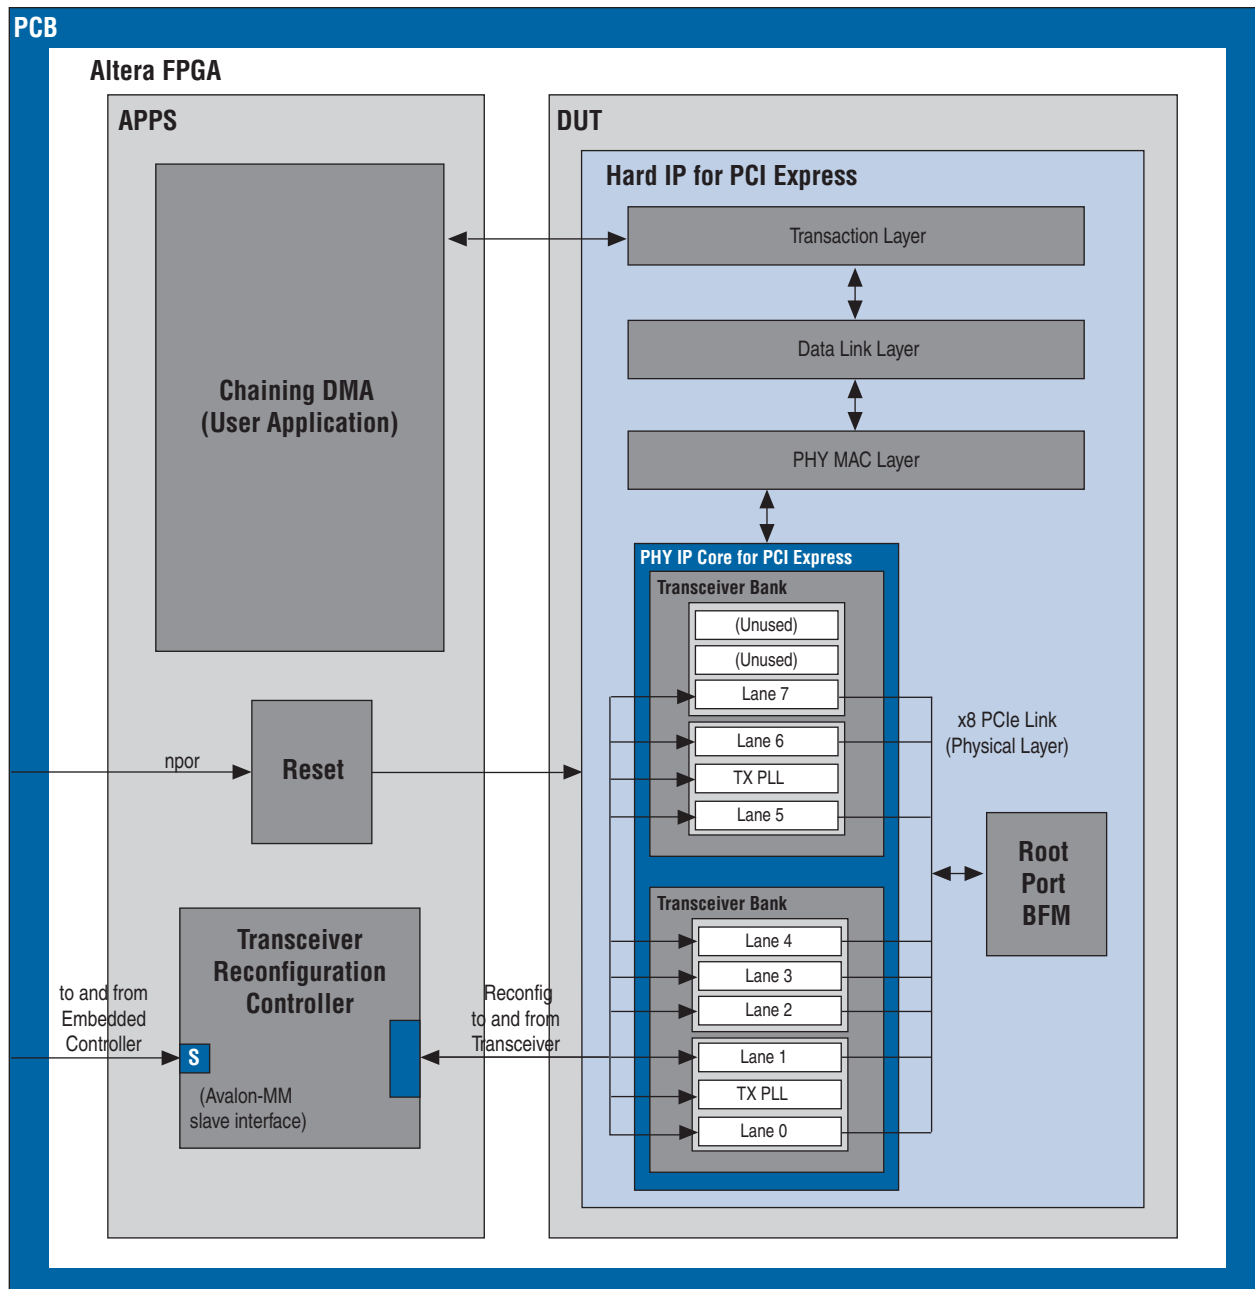 PCB
Altera FPGA
APPS
Chaining DMA
(User Application)
npor
Reset
Transceiver
Reconfiguration
Controller
to and from
Embedded
Controller
S
(Avalon-MM
slave interface)
Reconfig
to and from
Transceiver
DUT
Hard IP for PCI Express
Transaction Layer
Data Link Layer
PHY MAC Layer
PHY IP Core for PCI Express
Transceiver Bank
(Unused)
(Unused)
Lane 7
Lane 6
TX PLL
Lane 5
Transceiver Bank
Lane 4
Lane 3
Lane 2
Lane 1
TX PLL
Lane 0
x8 PCIe Link
(Physical Layer)
Root
Port
BFM